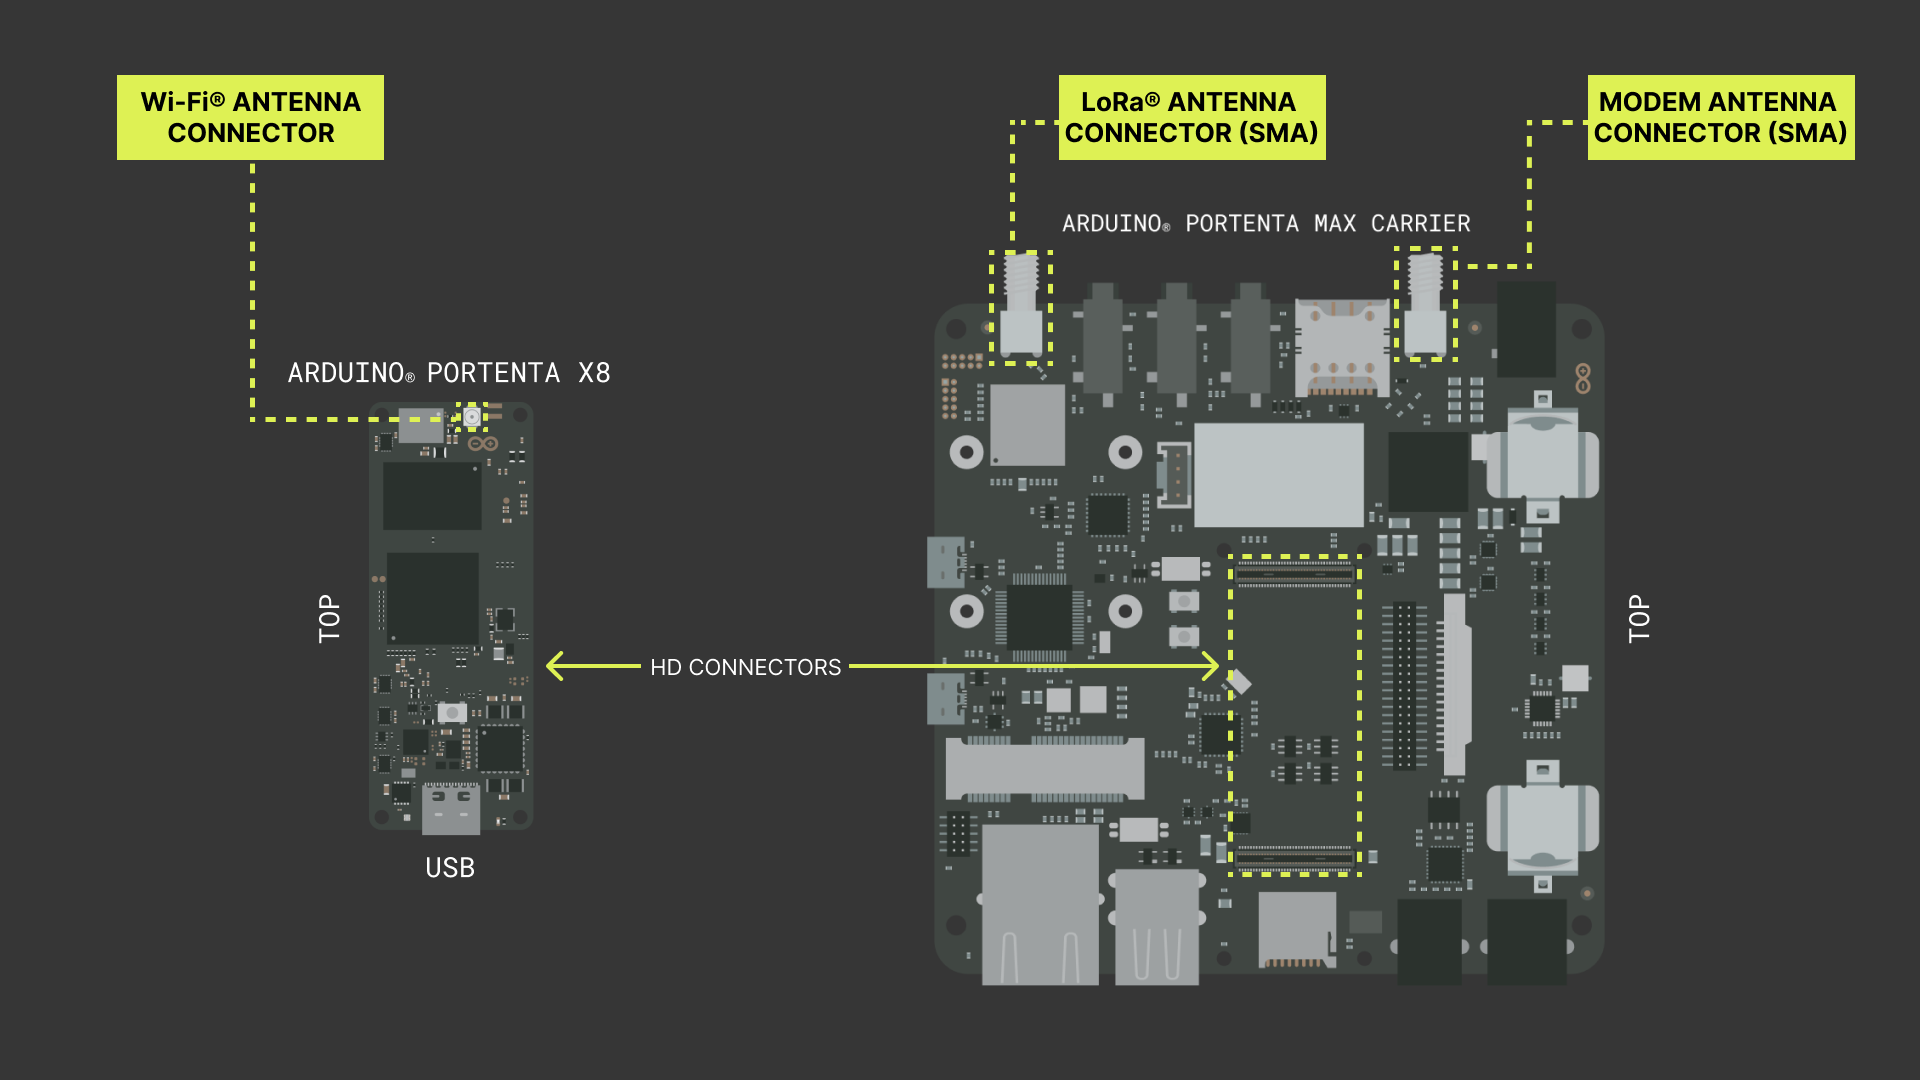 Wi-Fi® ANTENNA
CONNECTOR
LoRa® ANTENNA
CONNECTOR (SMA)
MODEM ANTENNA
CONNECTOR (SMA)
ARDUINO® PORTENTA MAX CARRIER
ARDUINO® PORTENTA X8
TOP
HD CONNECTORS
TOP
USB